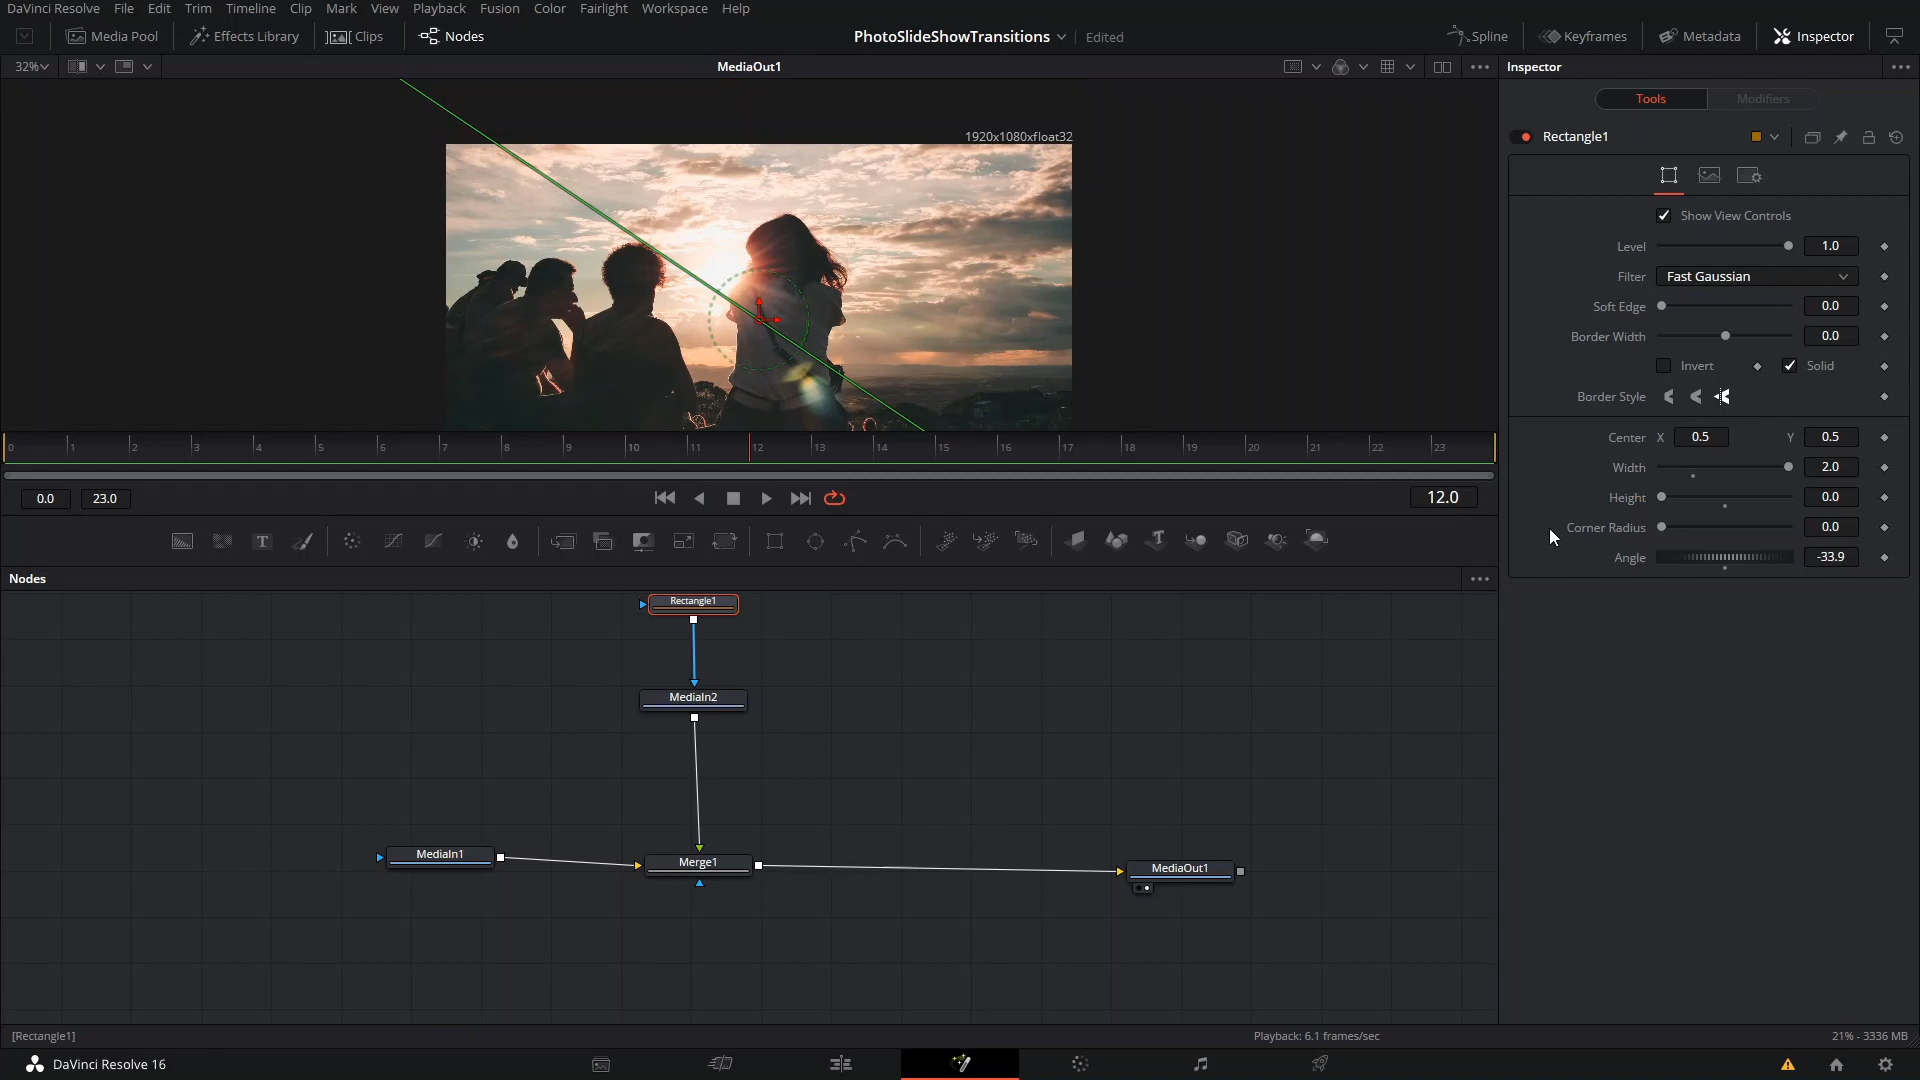 DaVinci Resolve File Edit Trim Timeline Clip Mark View Playback Fusion Color Fairlight Workspace Help
Media Pool Effects Library Clips Nodes PhotoSlideShowTransitions Edited Spline Keyframes Metadata Inspector
32% MediaOut1 Inspector
Tools Modifiers
1920x1080xfloat32
Rectangle1
Show View Controls
Level 1.0
Filter Fast Gaussian
Soft Edge 0.0
Border Width 0.0
Invert Solid
Border Style
Center X 0.5 Y 0.5
Width 2.0
Height 0.0
Corner Radius 0.0
Angle -33.9
0 1 2 3 4 5 6 7 8 9 10 11 12 13 14 15 16 17 18 19 20 21 22 23
0.0 23.0 12.0
T
Nodes
Rectangle1
MediaIn2
MediaIn1
Merge1
MediaOut1
[Rectangle1] Playback: 6.1 frames/sec 21% - 3336 MB
DaVinci Resolve 16